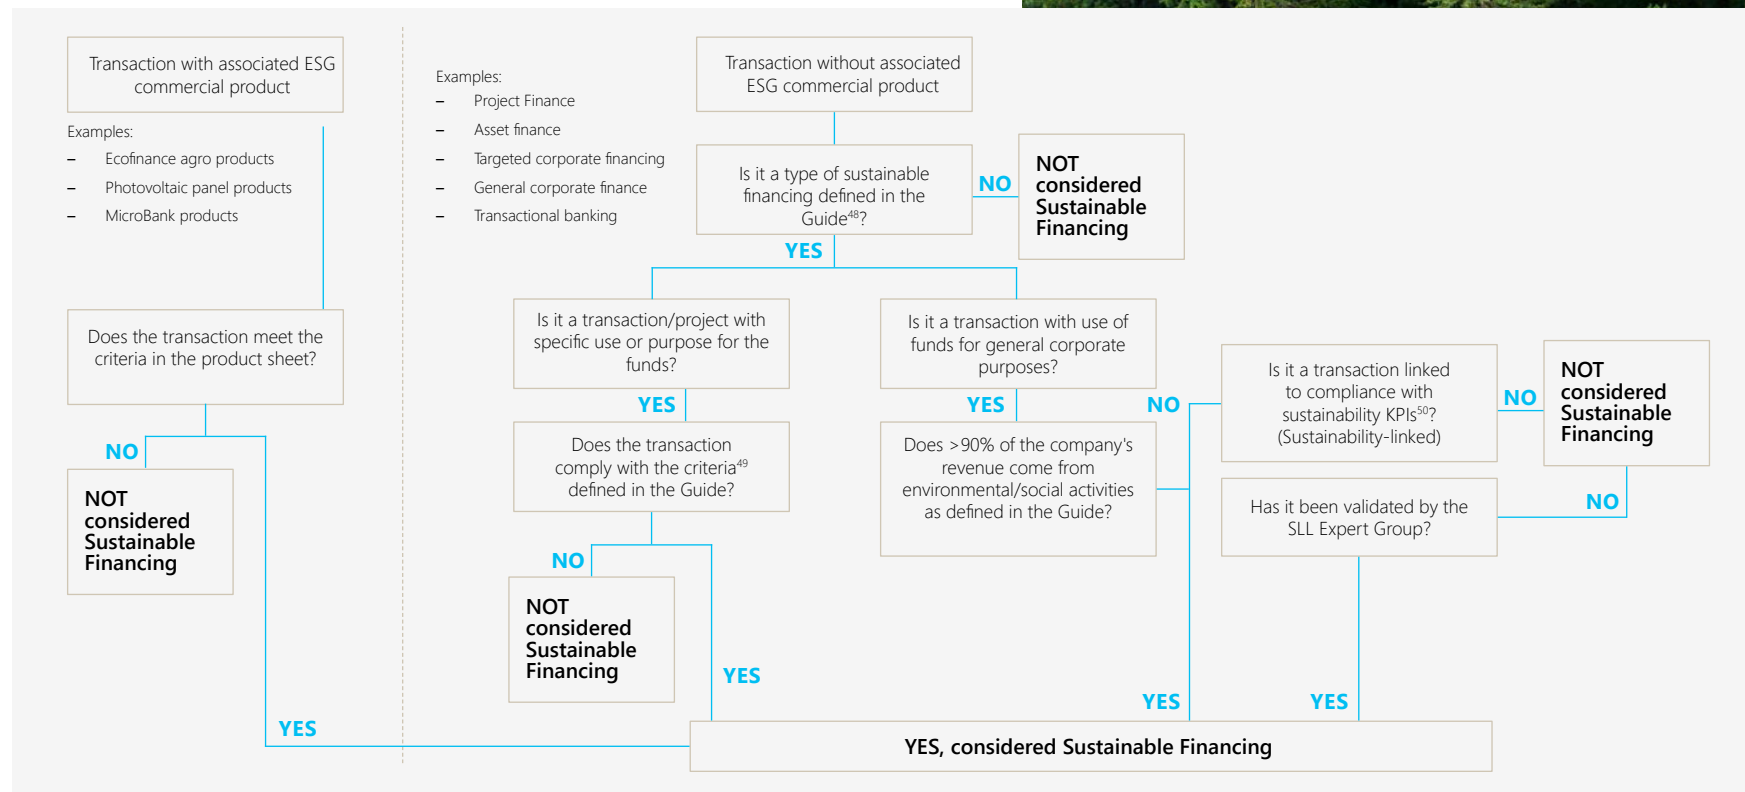 Transaction with associated ESG
commercial product
Examples:
– Ecofinance agro products
– Photovoltaic panel products
– MicroBank products
Does the transaction meet the
criteria in the product sheet?
NO
NOT
considered
Sustainable
Financing
YES
Examples:
– Project Finance
– Asset finance
– Targeted corporate financing
– General corporate finance
– Transactional banking
Transaction without associated
ESG commercial product
Is it a type of sustainable
financing defined in the
Guide48?
NO
NOT
considered
Sustainable
Financing
YES
Is it a transaction/project with
specific use or purpose for the
funds?
YES
Does the transaction
comply with the criteria49
defined in the Guide?
NO
NOT
considered
Sustainable
Financing
YES
Is it a transaction with use of
funds for general corporate
purposes?
YES
NO
Does >90% of the company's
revenue come from
environmental/social activities
as defined in the Guide?
YES
Is it a transaction linked
to compliance with
sustainability KPIs50?
(Sustainability-linked)
NO
NOT
considered
Sustainable
Financing
Has it been validated by the
SLL Expert Group?
NO
YES
YES, considered Sustainable Financing